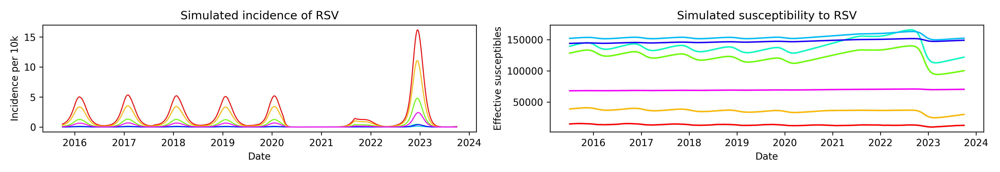 Simulated incidence of RSV
Incidence per 10k
15
10
5
0
2016 2017 2018 2019 2020 2021 2022 2023 2024
Date
Simulated susceptibility to RSV
Effective susceptibles
150000
100000
50000
2016 2017 2018 2019 2020 2021 2022 2023 2024
Date